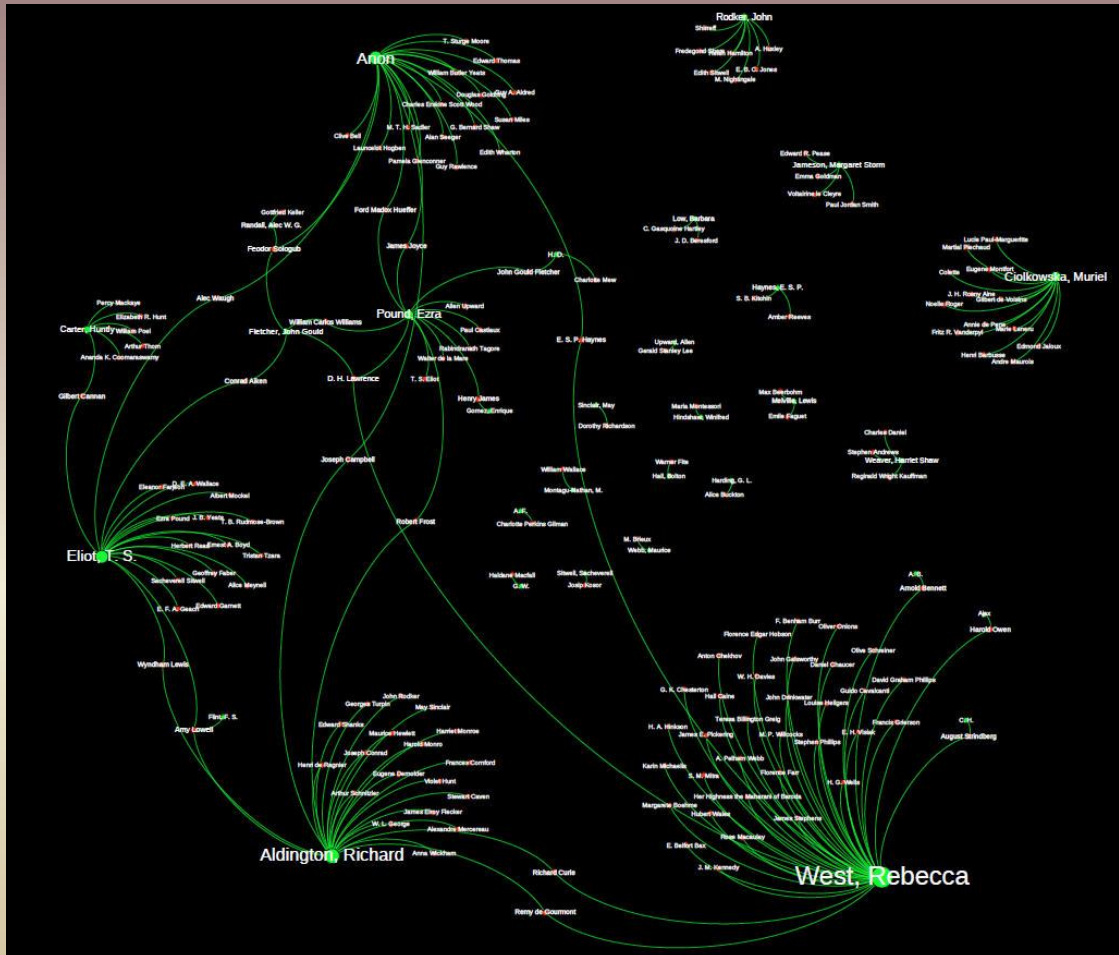 Rodker, John
Shirreff
T. Sturge Moore
Fredegond Shove
Helen Hamilton
A. Huxley
Anon
Edward Thomas
William Butler Yeats
Edith Sitwell
E. B. C. Jones
M. Nightingale
Douglas Goldring
Guy A. Aldred
Charles Erskine Scott Wood
Susan Miles
M. T. H. Sadler
G. Bernard Shaw
Clive Bell
Alan Seeger
Launcelot Hogben
Edith Wharton
Pamela Glenconner
Guy Rawlence
Edward R. Pease
Jameson, Margaret Storm
Emma Goldman
Voltairine le Cleyre
Paul Jordan Smith
Ford Madox Hueffer
Gottfried Keller
Randall, Alec W. G.
Low, Barbara
C. Gasquoine Hartley
J. D. Beresford
Feodor Sologub
James Joyce
Lucie Paul-Margueritte
Martial Piechaud
H. D.
John Gould Fletcher
Charlotte Mew
Eugene Montfort
Colette
Ciolkowska, Muriel
Alec Waugh
Haynes, E. S. P.
S. B. Kitchin
J. H. Rosny Aine
Gilbert de Voisins
Noelle Roger
Percy Mackaye
Elizabeth R. Hunt
Allen Upward
Pound, Ezra
Amber Reeves
William Carlos Williams
Annie de Pene
Marie Leneru
Fritz R. Vanderpyl
Carter, Huntly
William Poel
Fletcher, John Gould
Paul Castiaux
E. S. P. Haynes
Upward, Allen
Gerald Stanley Lee
Arthur Thorn
Rabindranath Tagore
Edmond Jaloux
Henri Barbusse
Andre Maurois
Ananda K. Coomaraswamy
Walter de la Mare
Conrad Aiken
D. H. Lawrence
T. S. Eliot
Gilbert Cannan
Henry James
Gomez, Enrique
Max Beerbohm
Melville, Lewis
Emile Faguet
Sinclair, May
Dorothy Richardson
Maria Montessori
Hindshaw, Winifred
Charles Daniel
Stephen Andrews
Weaver, Harriet Shaw
Reginald Wright Kauffman
Joseph Campbell
William Wallace
Montagu-Nathan, M.
Warner Fite
Hall, Bolton
Harding, G. L.
Alice Buckton
Eleanor Farjeon
D. E. A. Wallace
Albert Mockel
Ezra Pound
J. B. Yeats
T. B. Rudmose-Brown
A. F.
Charlotte Perkins Gilman
Robert Frost
Eliot, T. S.
Herbert Read
Ernest A. Boyd
Tristan Tzara
M. Brieux
Webb, Maurice
Geoffrey Faber
Sacheverell Sitwell
Alice Meynell
Haldane Macfall
G. W.
Sitwell, Sacheverell
Josip Kosor
Arnold Bennett
E. F. A. Geach
Edward Garnett
Ajax
Harold Owen
F. Benham Burr
Oliver Onions
Florence Edgar Hobson
Anton Chekhov
John Galsworthy
Daniel Chaucer
Olive Schreiner
Wyndham Lewis
W. H. Davies
David Graham Phillips
G. K. Chesterton
Hall Caine
John Drinkwater
Guido Cavalcanti
Louise Heilgers
John Rodker
Georges Turpin
May Sinclair
Flint, F. S.
Amy Lowell
Edward Shanks
Maurice Hewlett
Harriet Monroe
Harold Monro
H. A. Hinkson
Teresa Billington Greig
James E. Pickering
M. P. Willcocks
Stephen Phillips
Francis Grierson
E. H. Visiak
C. H.
August Strindberg
Joseph Conrad
Henri de Regnier
Frances Cornford
Eugene Demolder
Violet Hunt
Karin Michaelis
A. Pelham Webb
S. M. Mitra
Florence Farr
H. G. Wells
Arthur Schnitzler
Stewart Caven
Her Highness the Maharani of Baroda
Margarete Boehme
Hubert Wales
James Stephens
James Elroy Flecker
W. L. George
Alexandre Mercereau
Rose Macaulay
E. Belfort Bax
Aldington, Richard
Anna Wickham
J. M. Kennedy
Richard Curle
West, Rebecca
Remy de Gourmont